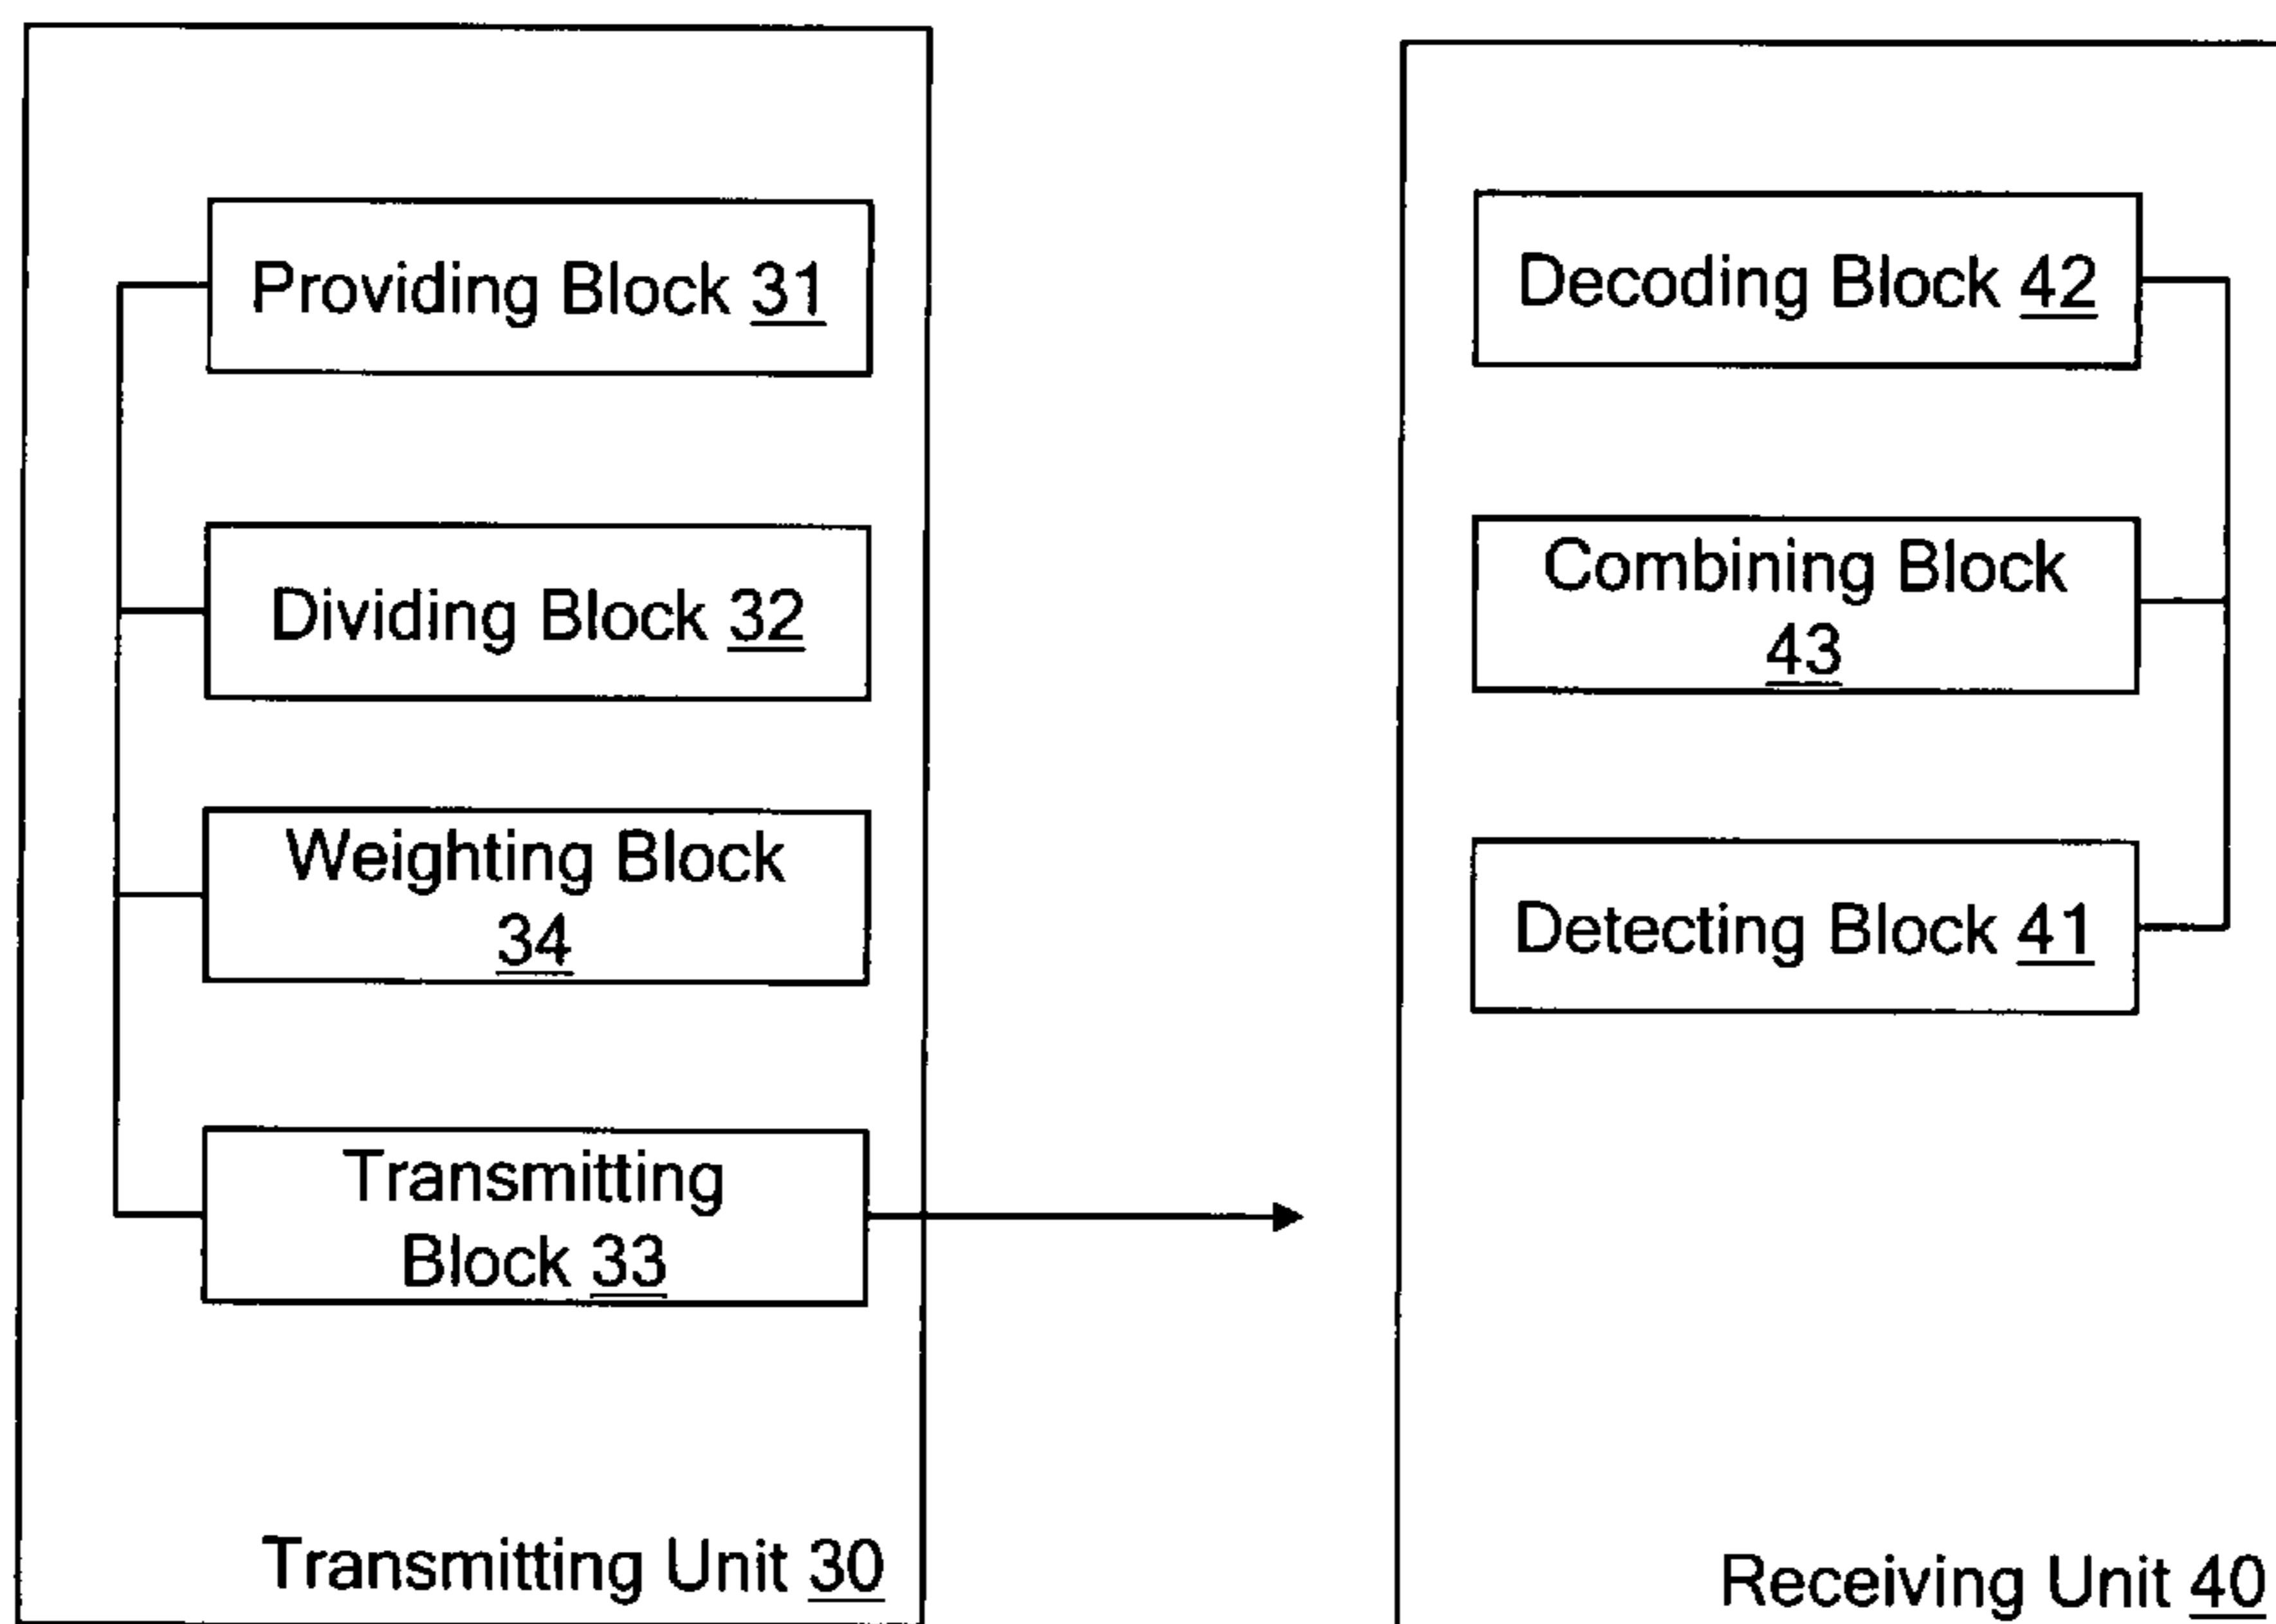 Providing Block 31
Dividing Block 32
Weighting Block
34
Transmitting
Block 33
Transmitting Unit 30
Decoding Block 42
Combining Block
43
Detecting Block 41
Receiving Unit 40